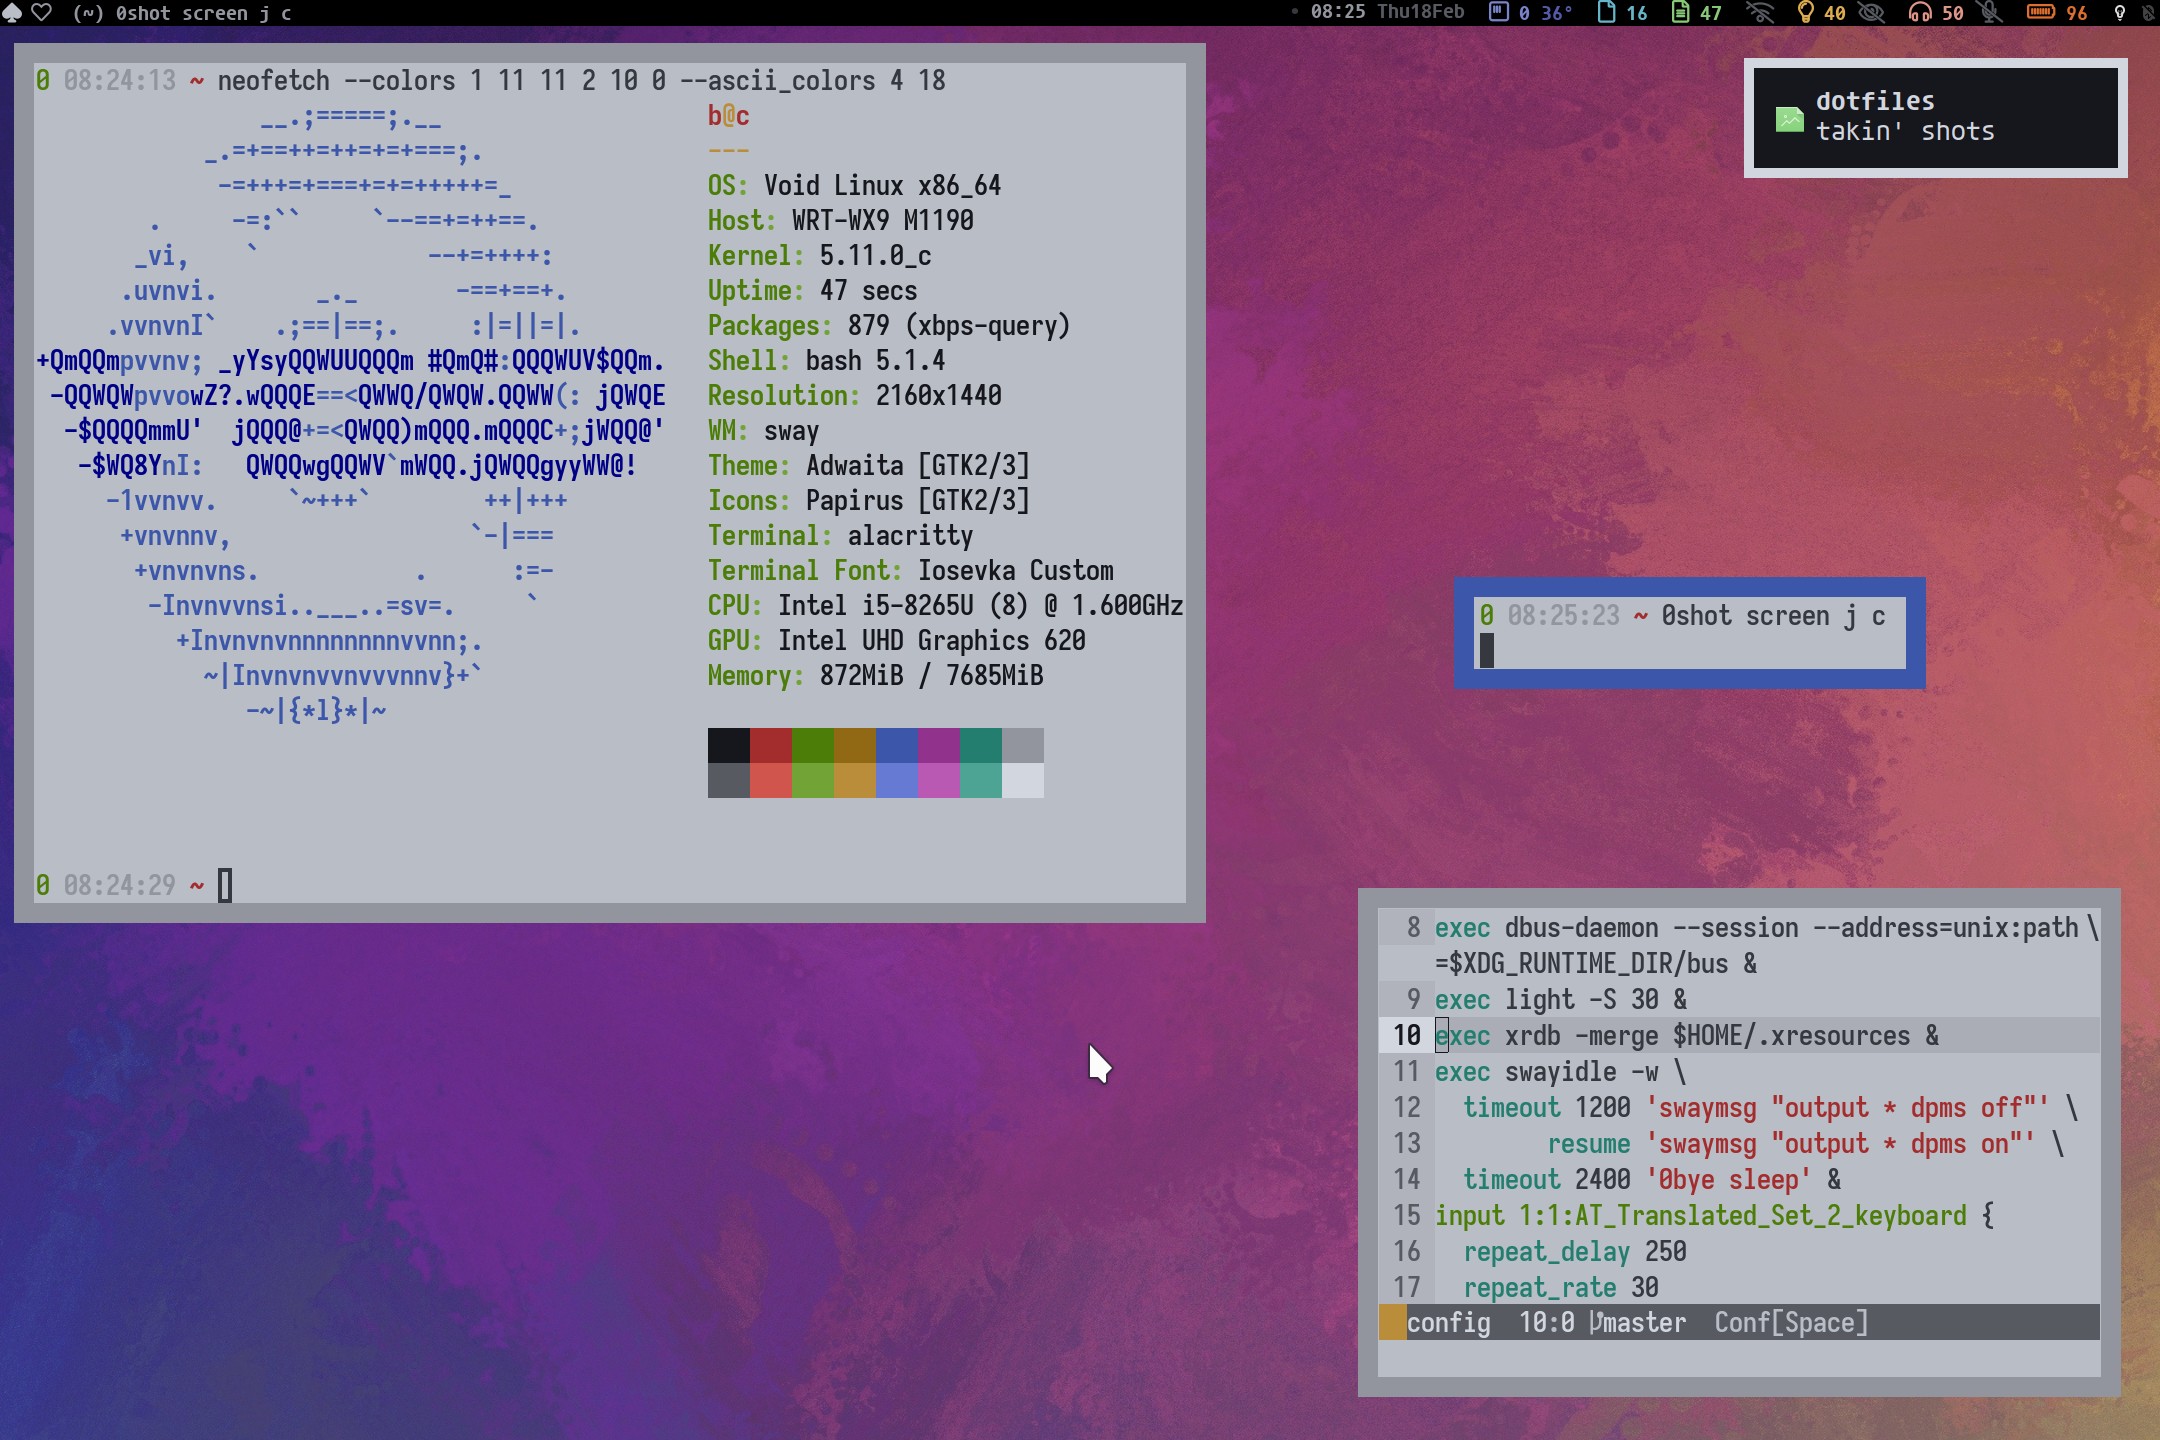 (~) 0shot screen j c
08:25 Thu18Feb 0 36° 16 47 40 50 96
0 08:24:13 ~ neofetch --colors 1 11 11 2 10 0 --ascii_colors 4 18
__.;=====;.__
_.=+==++=++=+=+===;.
-=+++=+===+=+=+++++=_
.     -=:``     `--==+=++==.
_vi,    `            --+=++++:
.uvnvi.       _._       -==+==+.
.vvnvnI`    .;==|==;.     :|=||=|.
+QmQQmpvvnv; _yYsyQQWUUQQQm #QmQ#:QQQWUV$QQm.
-QQWQWpvvowZ?.wQQQE==<QWWQ/QWQW.QQWW(: jQWQE
-$QQQQmmU'  jQQQ@+=<QWQQ)mQQQ.mQQQC+;jWQQ@'
-$WQ8YnI:   QWQQwgQQWV`mWQQ.jQWQQgyyWW@!
-1vvnvv.     `~+++`        ++|+++
+vnvnnv,                 `-|===
+vnvnvns.           .      :=-
-Invnvvnsi..___..=sv=.     `
+Invnvnvnnnnnnnnvvnn;.
~|Invnvnvvnvvvnnv}+`
-~|{*l}*|~
b@c
---
OS: Void Linux x86_64
Host: WRT-WX9 M1190
Kernel: 5.11.0_c
Uptime: 47 secs
Packages: 879 (xbps-query)
Shell: bash 5.1.4
Resolution: 2160x1440
WM: sway
Theme: Adwaita [GTK2/3]
Icons: Papirus [GTK2/3]
Terminal: alacritty
Terminal Font: Iosevka Custom
CPU: Intel i5-8265U (8) @ 1.600GHz
GPU: Intel UHD Graphics 620
Memory: 872MiB / 7685MiB
0 08:24:29 ~
dotfiles
takin' shots
0 08:25:23 ~ 0shot screen j c
8 exec dbus-daemon --session --address=unix:path\
=$XDG_RUNTIME_DIR/bus &
9 exec light -S 30 &
10 exec xrdb -merge $HOME/.xresources &
11 exec swayidle -w \
12   timeout 1200 'swaymsg "output * dpms off"' \
13         resume 'swaymsg "output * dpms on"' \
14   timeout 2400 '0bye sleep' &
15 input 1:1:AT_Translated_Set_2_keyboard {
16   repeat_delay 250
17   repeat_rate 30
config  10:0 master  Conf[Space]